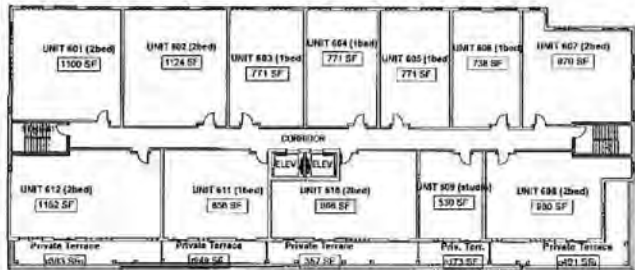 UNIT 601 (2bed)
1100 SF
UNIT 602 (2bed)
1124 SF
UNIT 603 (1bed)
771 SF
UNIT 604 (1bed)
771 SF
UNIT 605 (1bed)
771 SF
UNIT 606 (1bed)
738 SF
UNIT 607 (2bed)
970 SF
CORRIDOR
ELEV
ELEV
UNIT 612 (2bed)
1152 SF
UNIT 611 (1bed)
UNIT 610 (2bed)
UNIT 609 (studio)
530 SF
UNIT 608 (2bed)
Private Terrace
Private Terrace
Private Terrace
357 SF
Priv. Terr.
Private Terrace